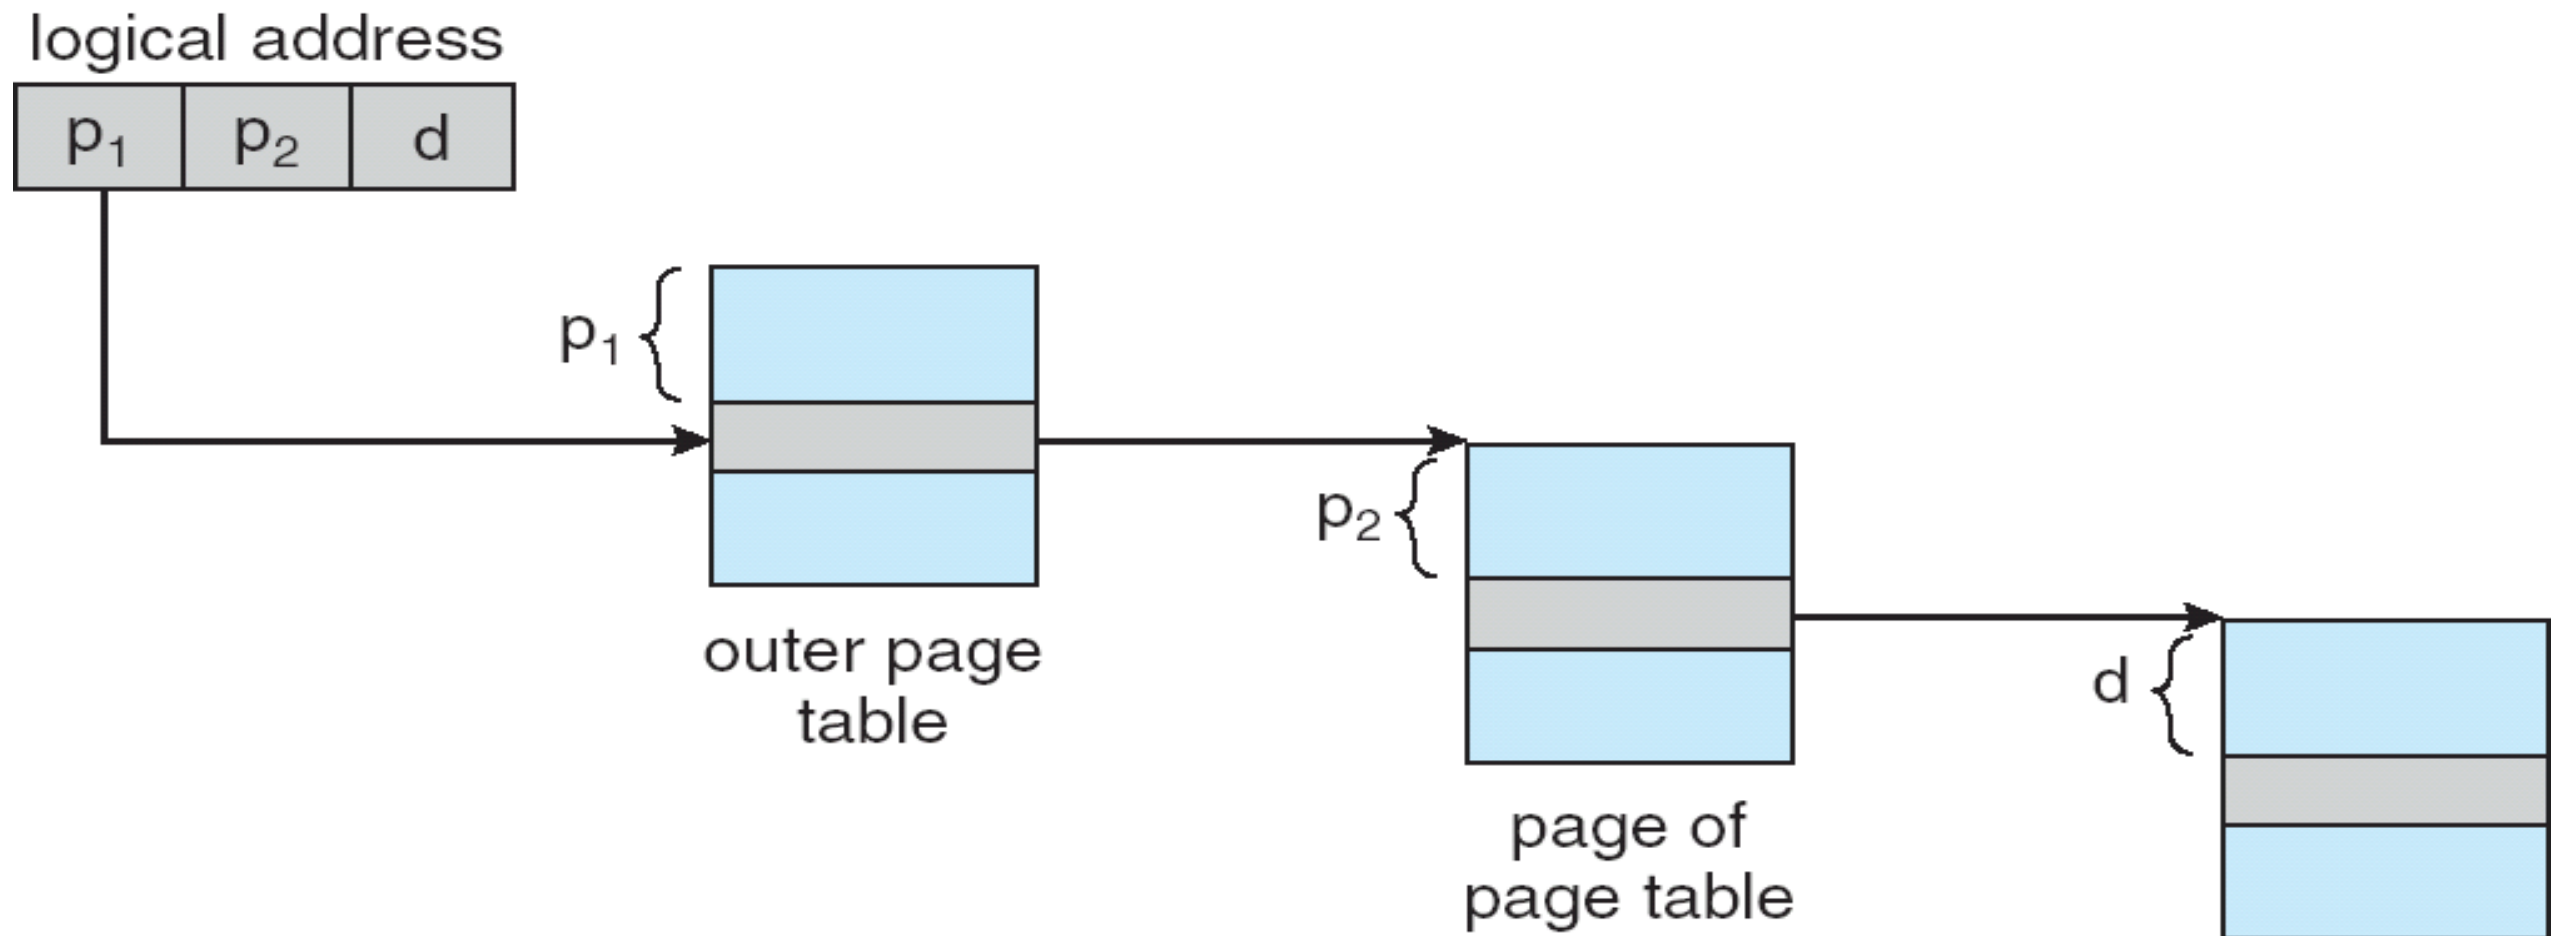 logical address
p₁ p₂ d
p₁
outer page
table
p₂
page of
page table
d